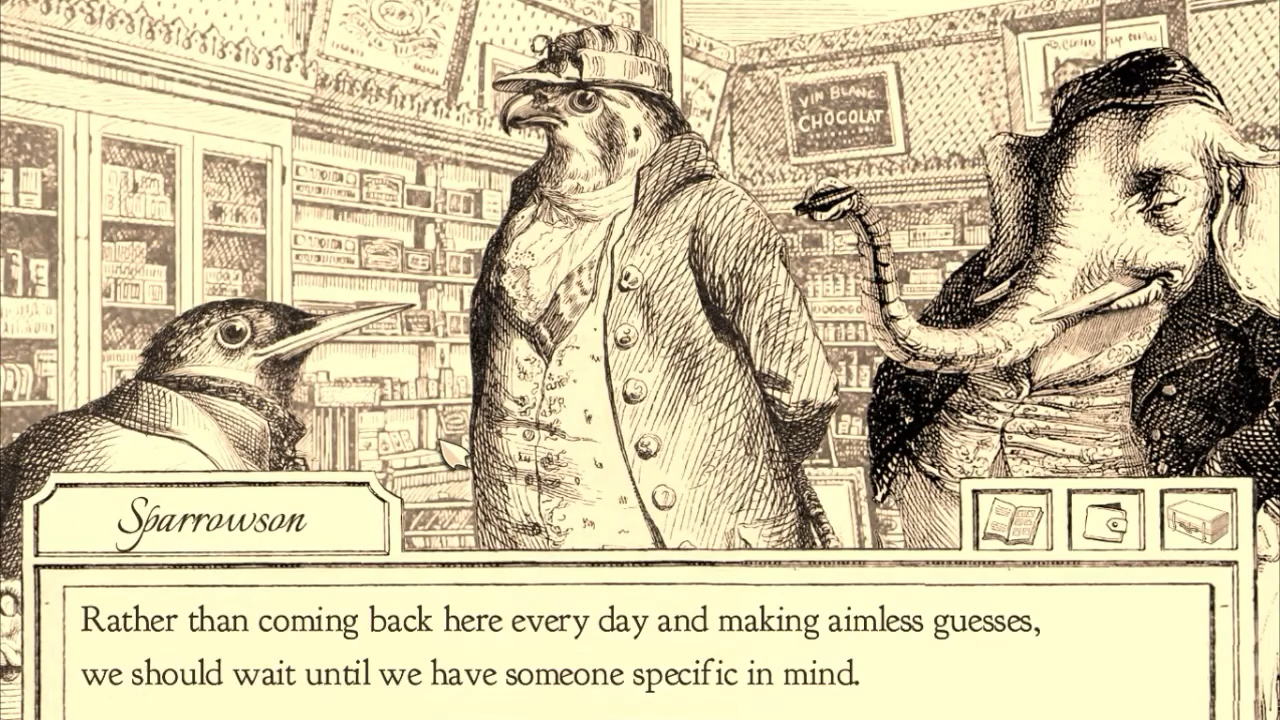 VIN BLANC
CHOCOLAT
Sparrowson
Rather than coming back here every day and making aimless guesses,
we should wait until we have someone specific in mind.